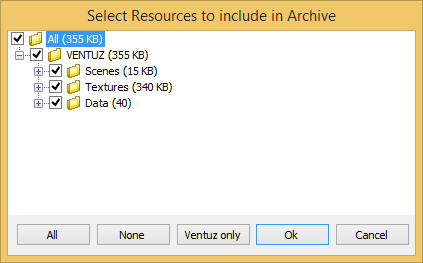 Select Resources to include in Archive
All (355 KB)
VENTUZ (355 KB)
Scenes (15 KB)
Textures (340 KB)
Data (40)
All None Ventuz only Ok Cancel